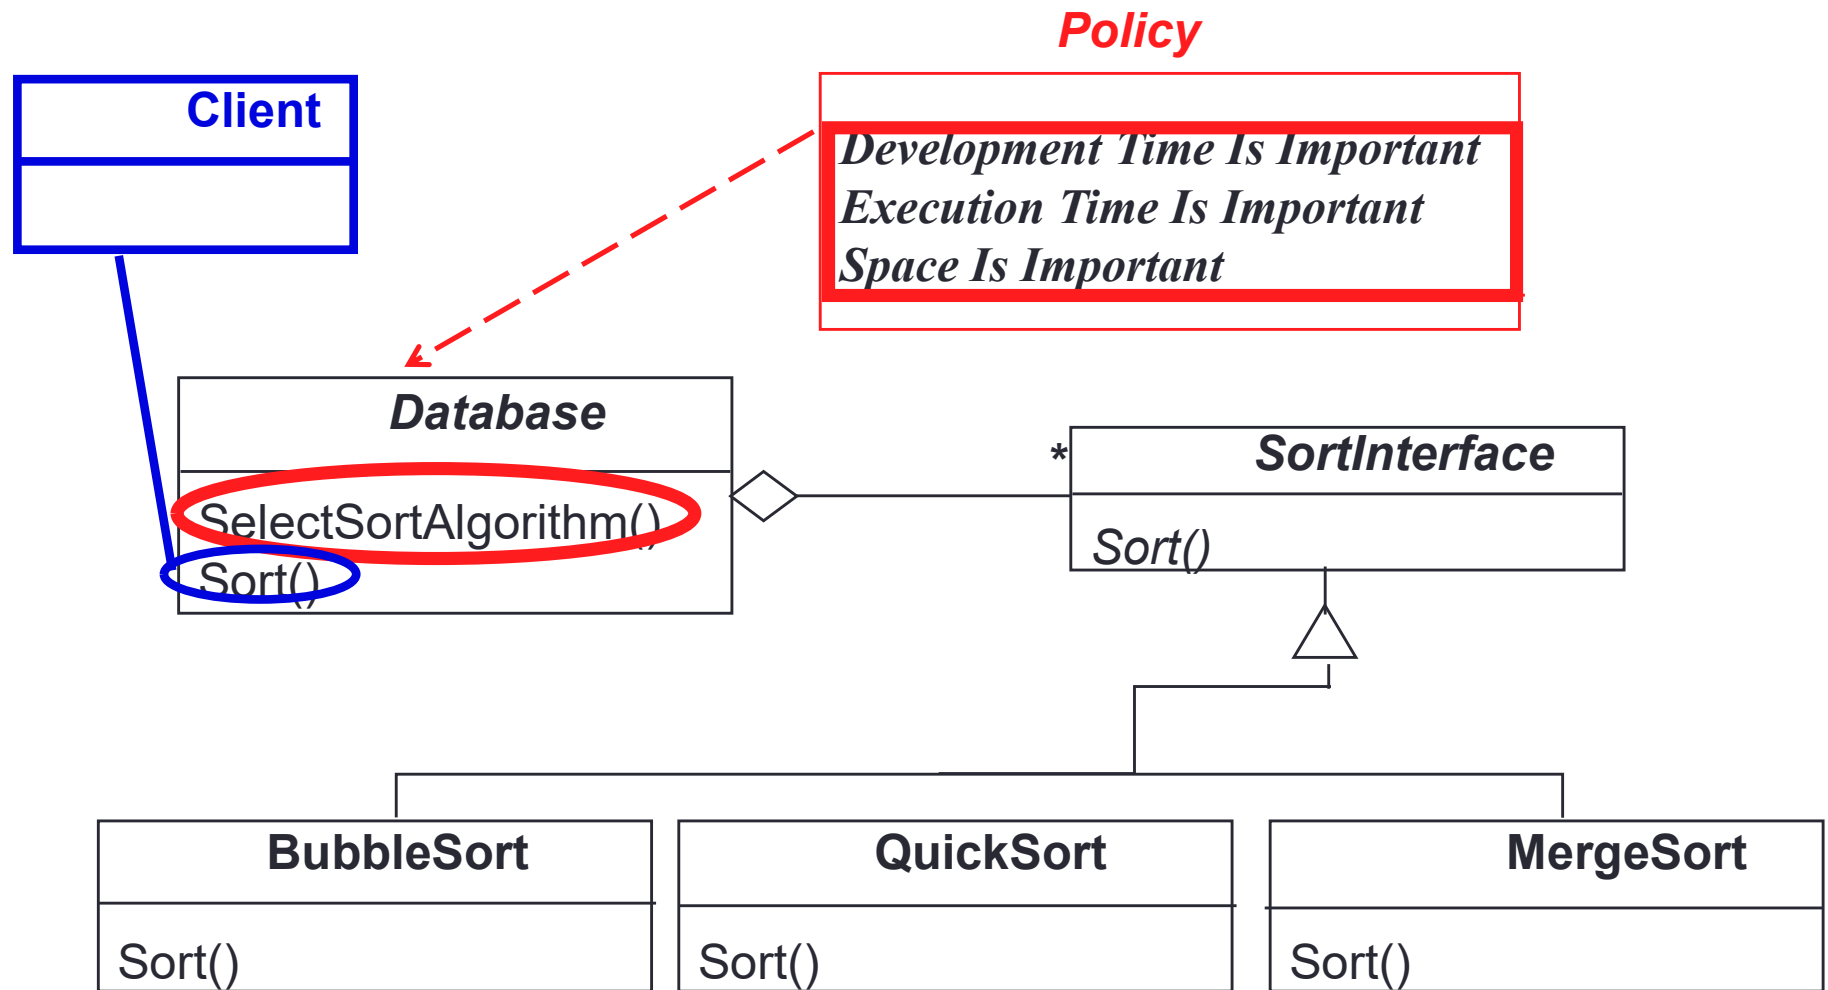 Policy
Client
Development Time Is Important
Execution Time Is Important
Space Is Important
Database
SelectSortAlgorithm()
Sort()
*
SortInterface
Sort()
BubbleSort
Sort()
QuickSort
Sort()
MergeSort
Sort()